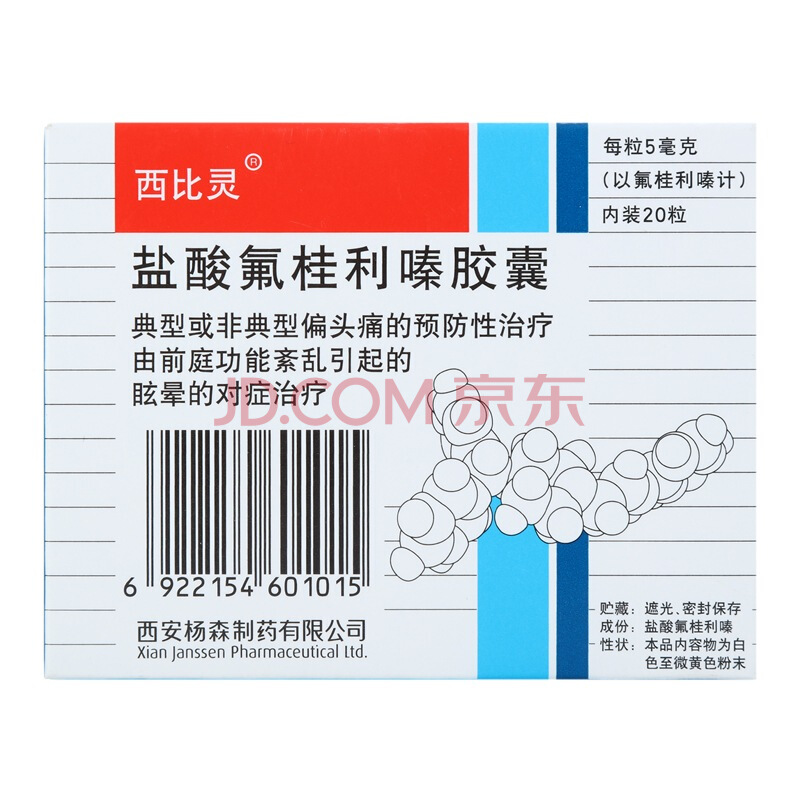 西比灵®
每粒5毫克
(以氟桂利嗪计)
内装20粒
盐酸氟桂利嗪胶囊
典型或非典型偏头痛的预防性治疗
由前庭功能紊乱引起的
眩晕的对症治疗
JD.COM 京东
6 922154 601015
西安杨森制药有限公司
Xian Janssen Pharmaceutical Ltd.
贮藏：遮光、密封保存
成份：盐酸氟桂利嗪
性状：本品内容物为白
色至微黄色粉末